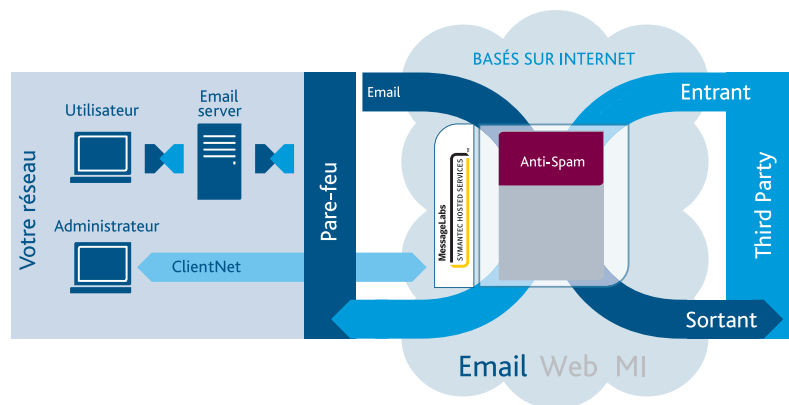 BASÉS SUR INTERNET
Utilisateur
Email
server
Votre réseau
Administrateur
ClientNet
Pare-feu
Email
MessageLabs
SYMANTEC HOSTED SERVICES™
Anti-Spam
Entrant
Third Party
Sortant
Email Web MI